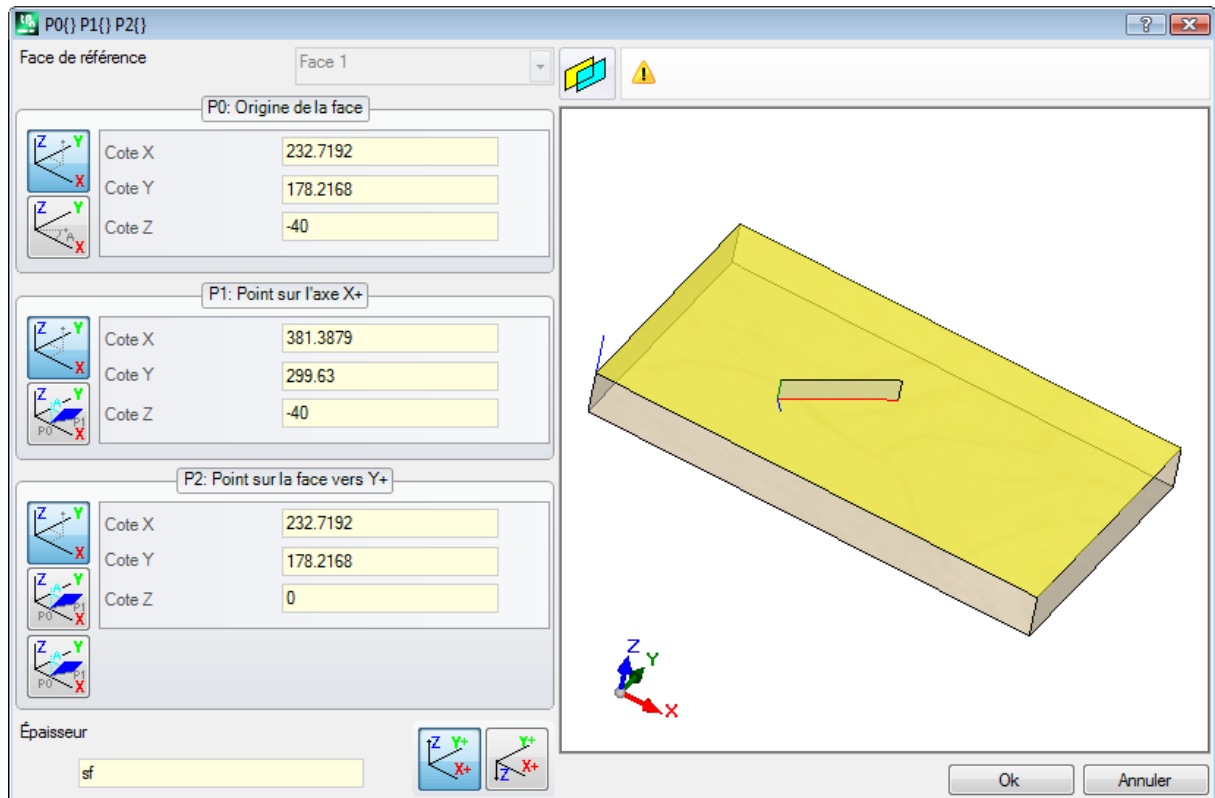 P0{} P1{} P2{}
Face de référence
Face 1
P0: Origine de la face
Cote X 232.7192
Cote Y 178.2168
Cote Z -40
P1: Point sur l'axe X+
Cote X 381.3879
Cote Y 299.63
Cote Z -40
P2: Point sur la face vers Y+
Cote X 232.7192
Cote Y 178.2168
Cote Z 0
Épaisseur
sf
Z Y+ X+
Y+ Z X+
Z Y X
Ok Annuler